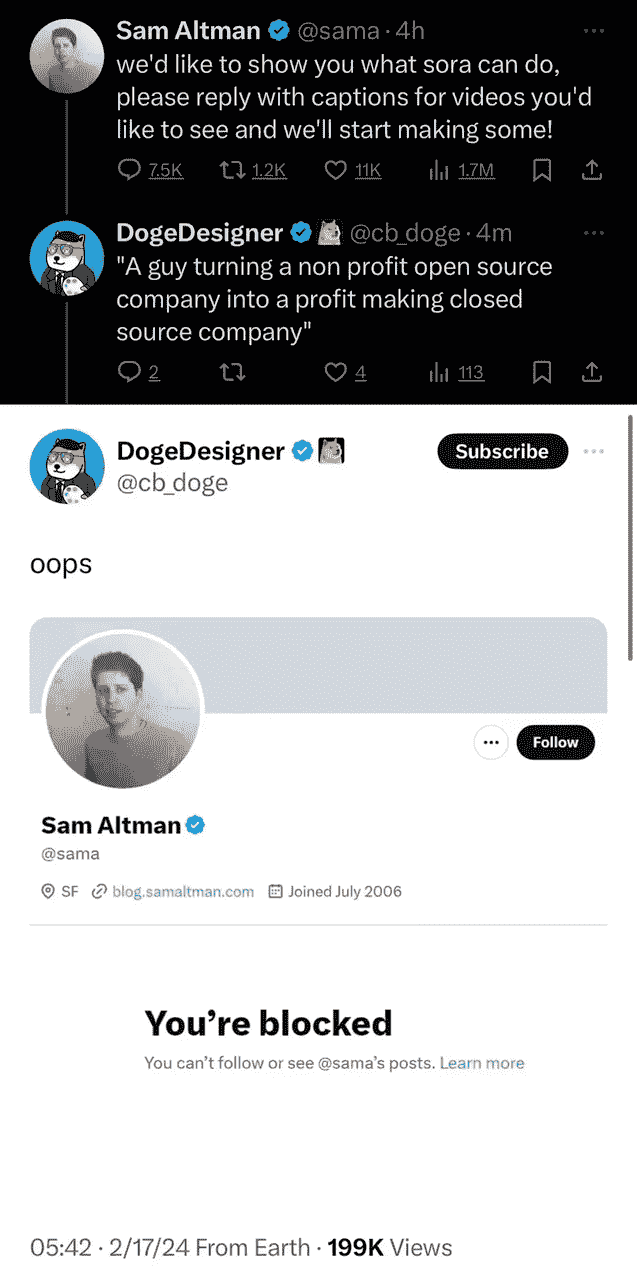 Sam Altman @sama · 4h
we'd like to show you what sora can do,
please reply with captions for videos you'd
like to see and we'll start making some!
7.5K 1.2K 11K 1.7M
DogeDesigner @cb_doge · 4m
"A guy turning a non profit open source
company into a profit making closed
source company"
2 4 113
DogeDesigner
@cb_doge
Subscribe
oops
Follow
Sam Altman
@sama
SF blog.samaltman.com Joined July 2006
You’re blocked
You can’t follow or see @sama’s posts. Learn more
05:42 · 2/17/24 From Earth · 199K Views